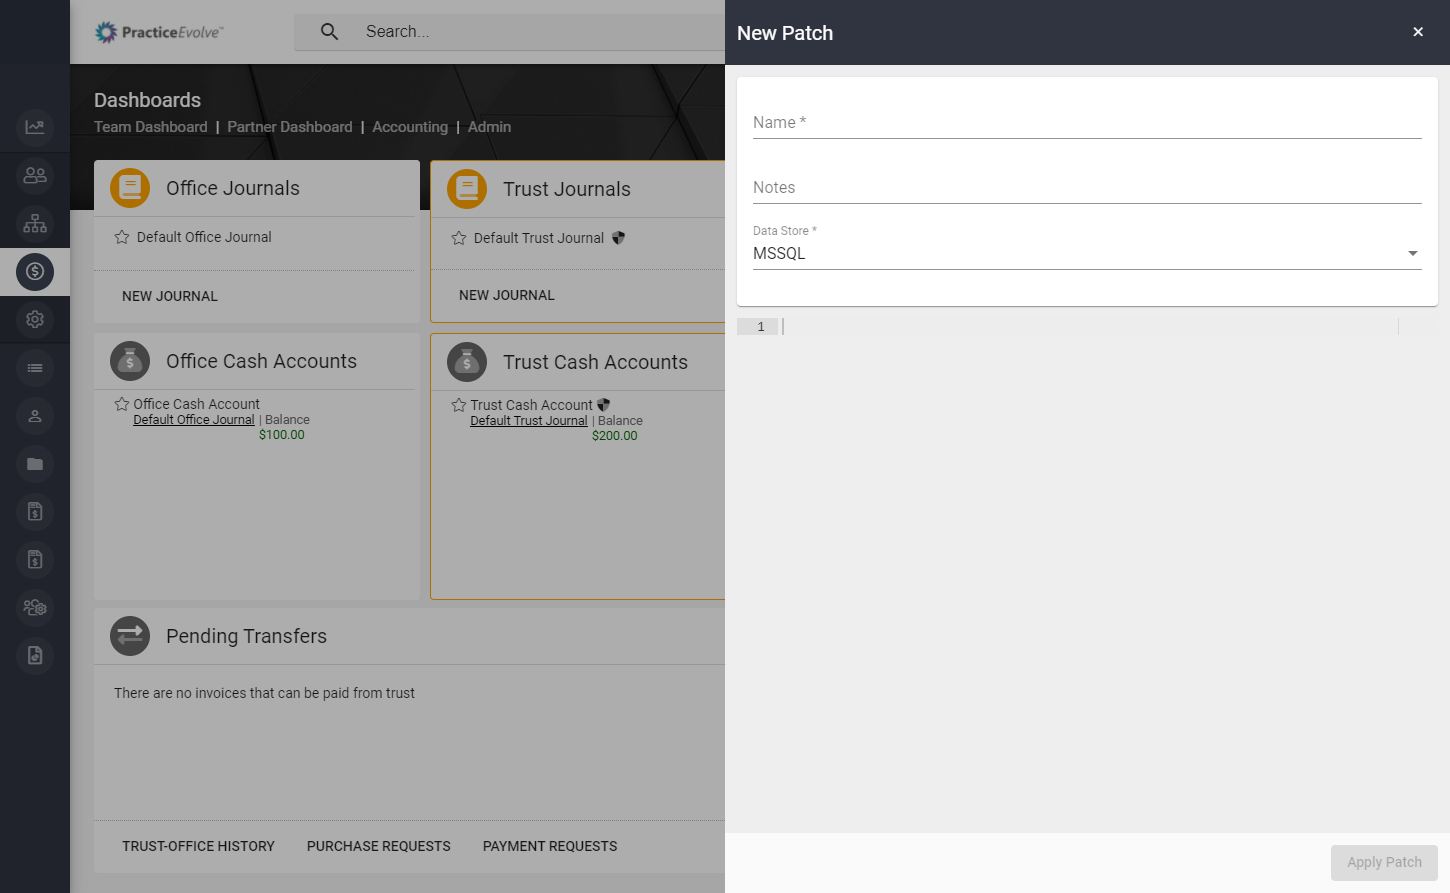 PracticeEvolve™
Search...
Dashboards
Team Dashboard | Partner Dashboard | Accounting | Admin
Office Journals
Default Office Journal
NEW JOURNAL
Trust Journals
Default Trust Journal
NEW JOURNAL
Office Cash Accounts
Office Cash Account
Default Office Journal | Balance
$100.00
Trust Cash Accounts
Trust Cash Account
Default Trust Journal | Balance
$200.00
Pending Transfers
There are no invoices that can be paid from trust
TRUST-OFFICE HISTORY PURCHASE REQUESTS PAYMENT REQUESTS
New Patch
×
Name *
Notes
Data Store *
MSSQL
1
Apply Patch